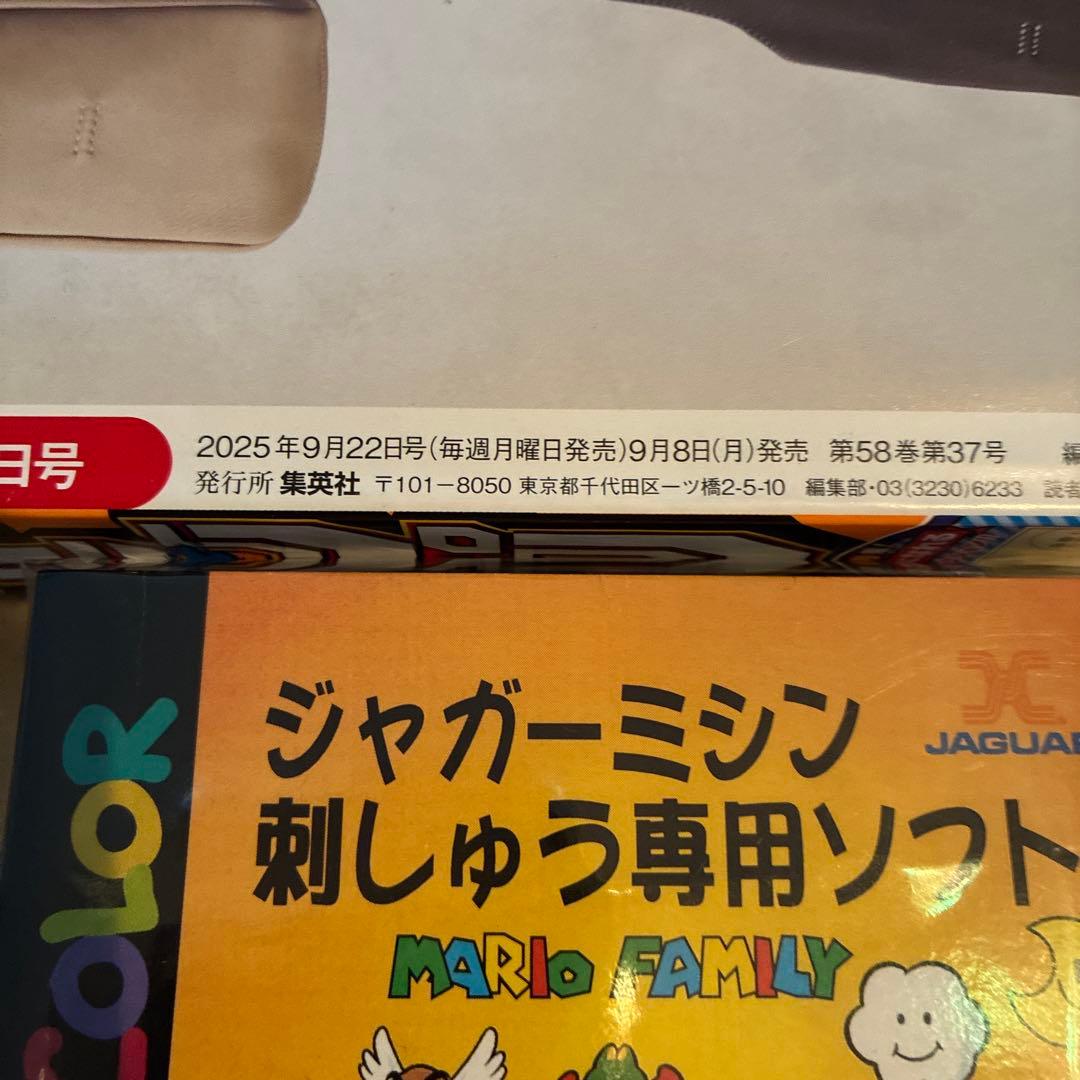 日号
2025年9月22日号(毎週月曜日発売)9月8日(月)発売 第58巻第37号 編
発行所 集英社 〒101-8050 東京都千代田区一ツ橋2-5-10 編集部・03(3230)6233 読者
COLOR
ジャガーミシン
JAGUAR
刺しゅう専用ソフト
MARIO FAMILY